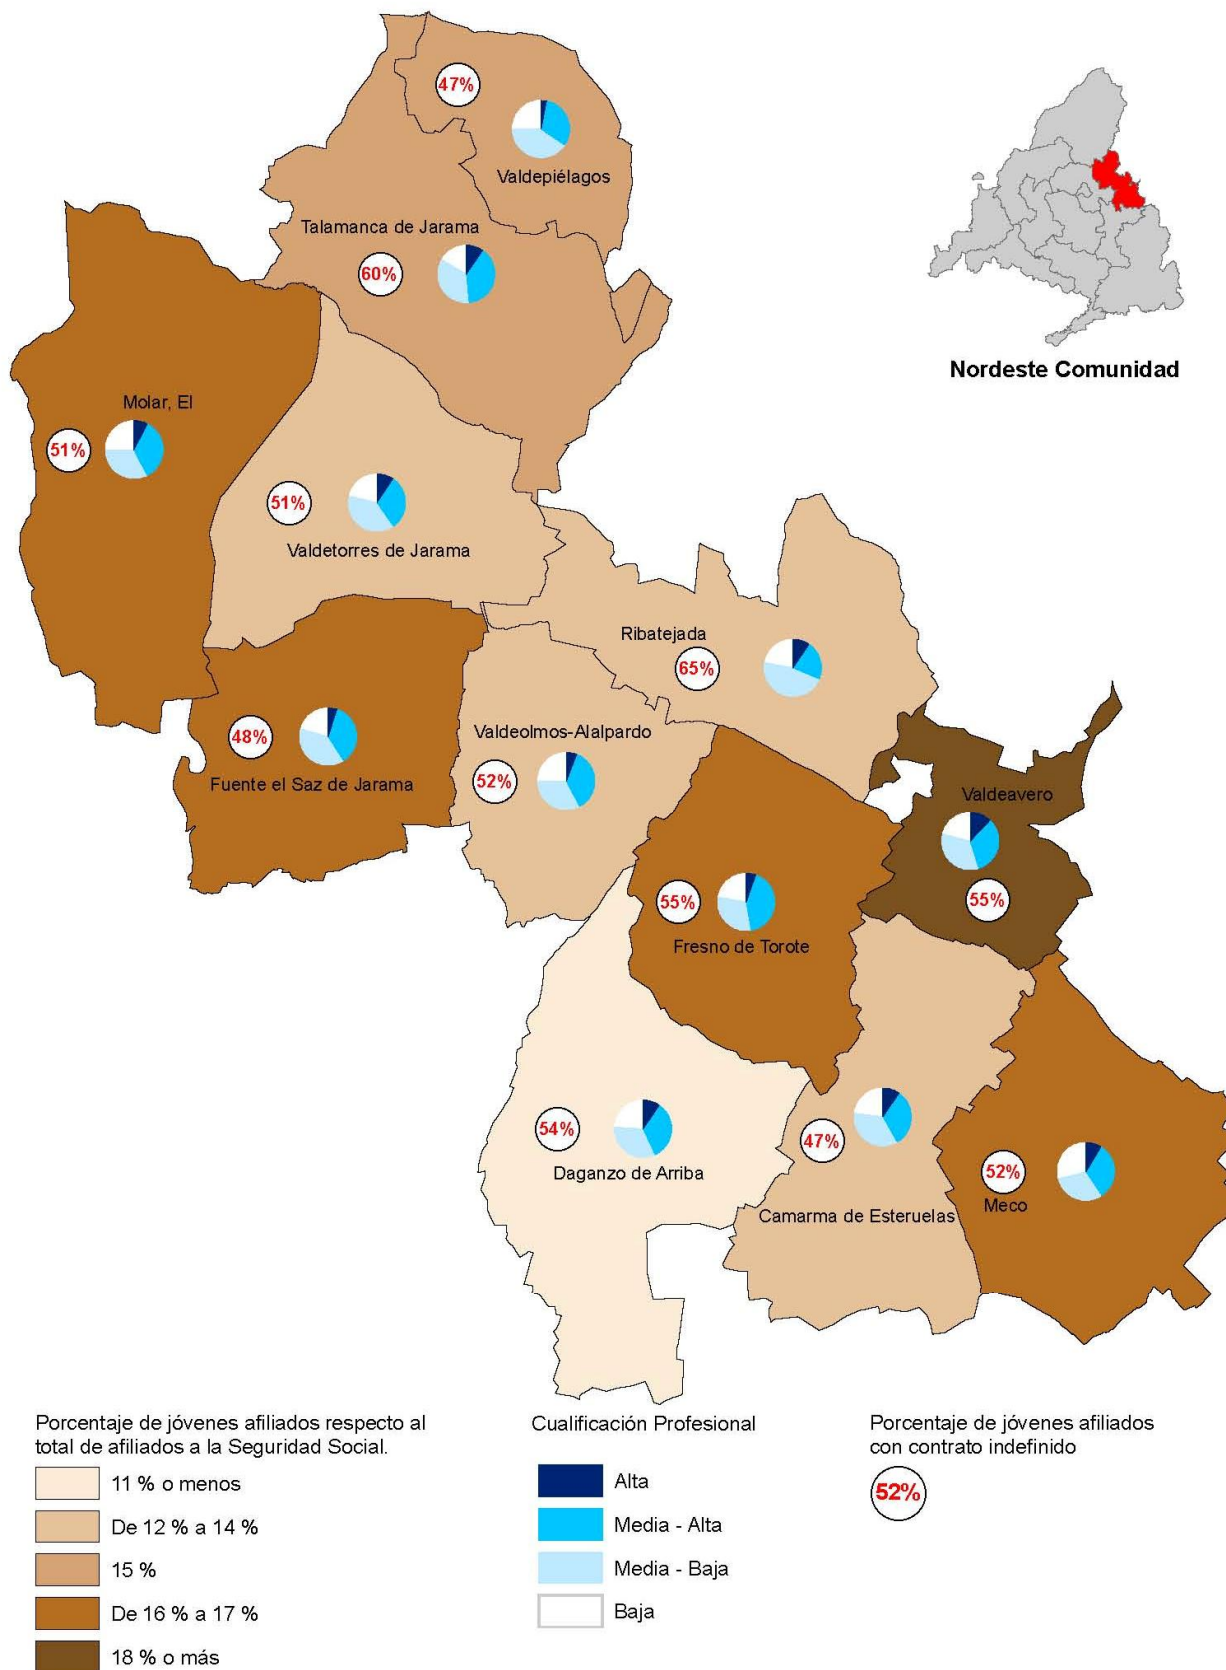 47%
Valdepiélagos
Talamanca de Jarama
60%
Nordeste Comunidad
Molar, El
51%
51%
Valdetorres de Jarama
Ribatejada
65%
Valdeolmos-Alalpardo
48%
Fuente el Saz de Jarama
52%
Valdeavero
55%
55%
Fresno de Torote
54%
Daganzo de Arriba
47%
Camarma de Esteruelas
52%
Meco
Porcentaje de jóvenes afiliados respecto al
total de afiliados a la Seguridad Social.
11 % o menos
De 12 % a 14 %
15 %
De 16 % a 17 %
18 % o más
Cualificación Profesional
Alta
Media - Alta
Media - Baja
Baja
Porcentaje de jóvenes afiliados
con contrato indefinido
52%